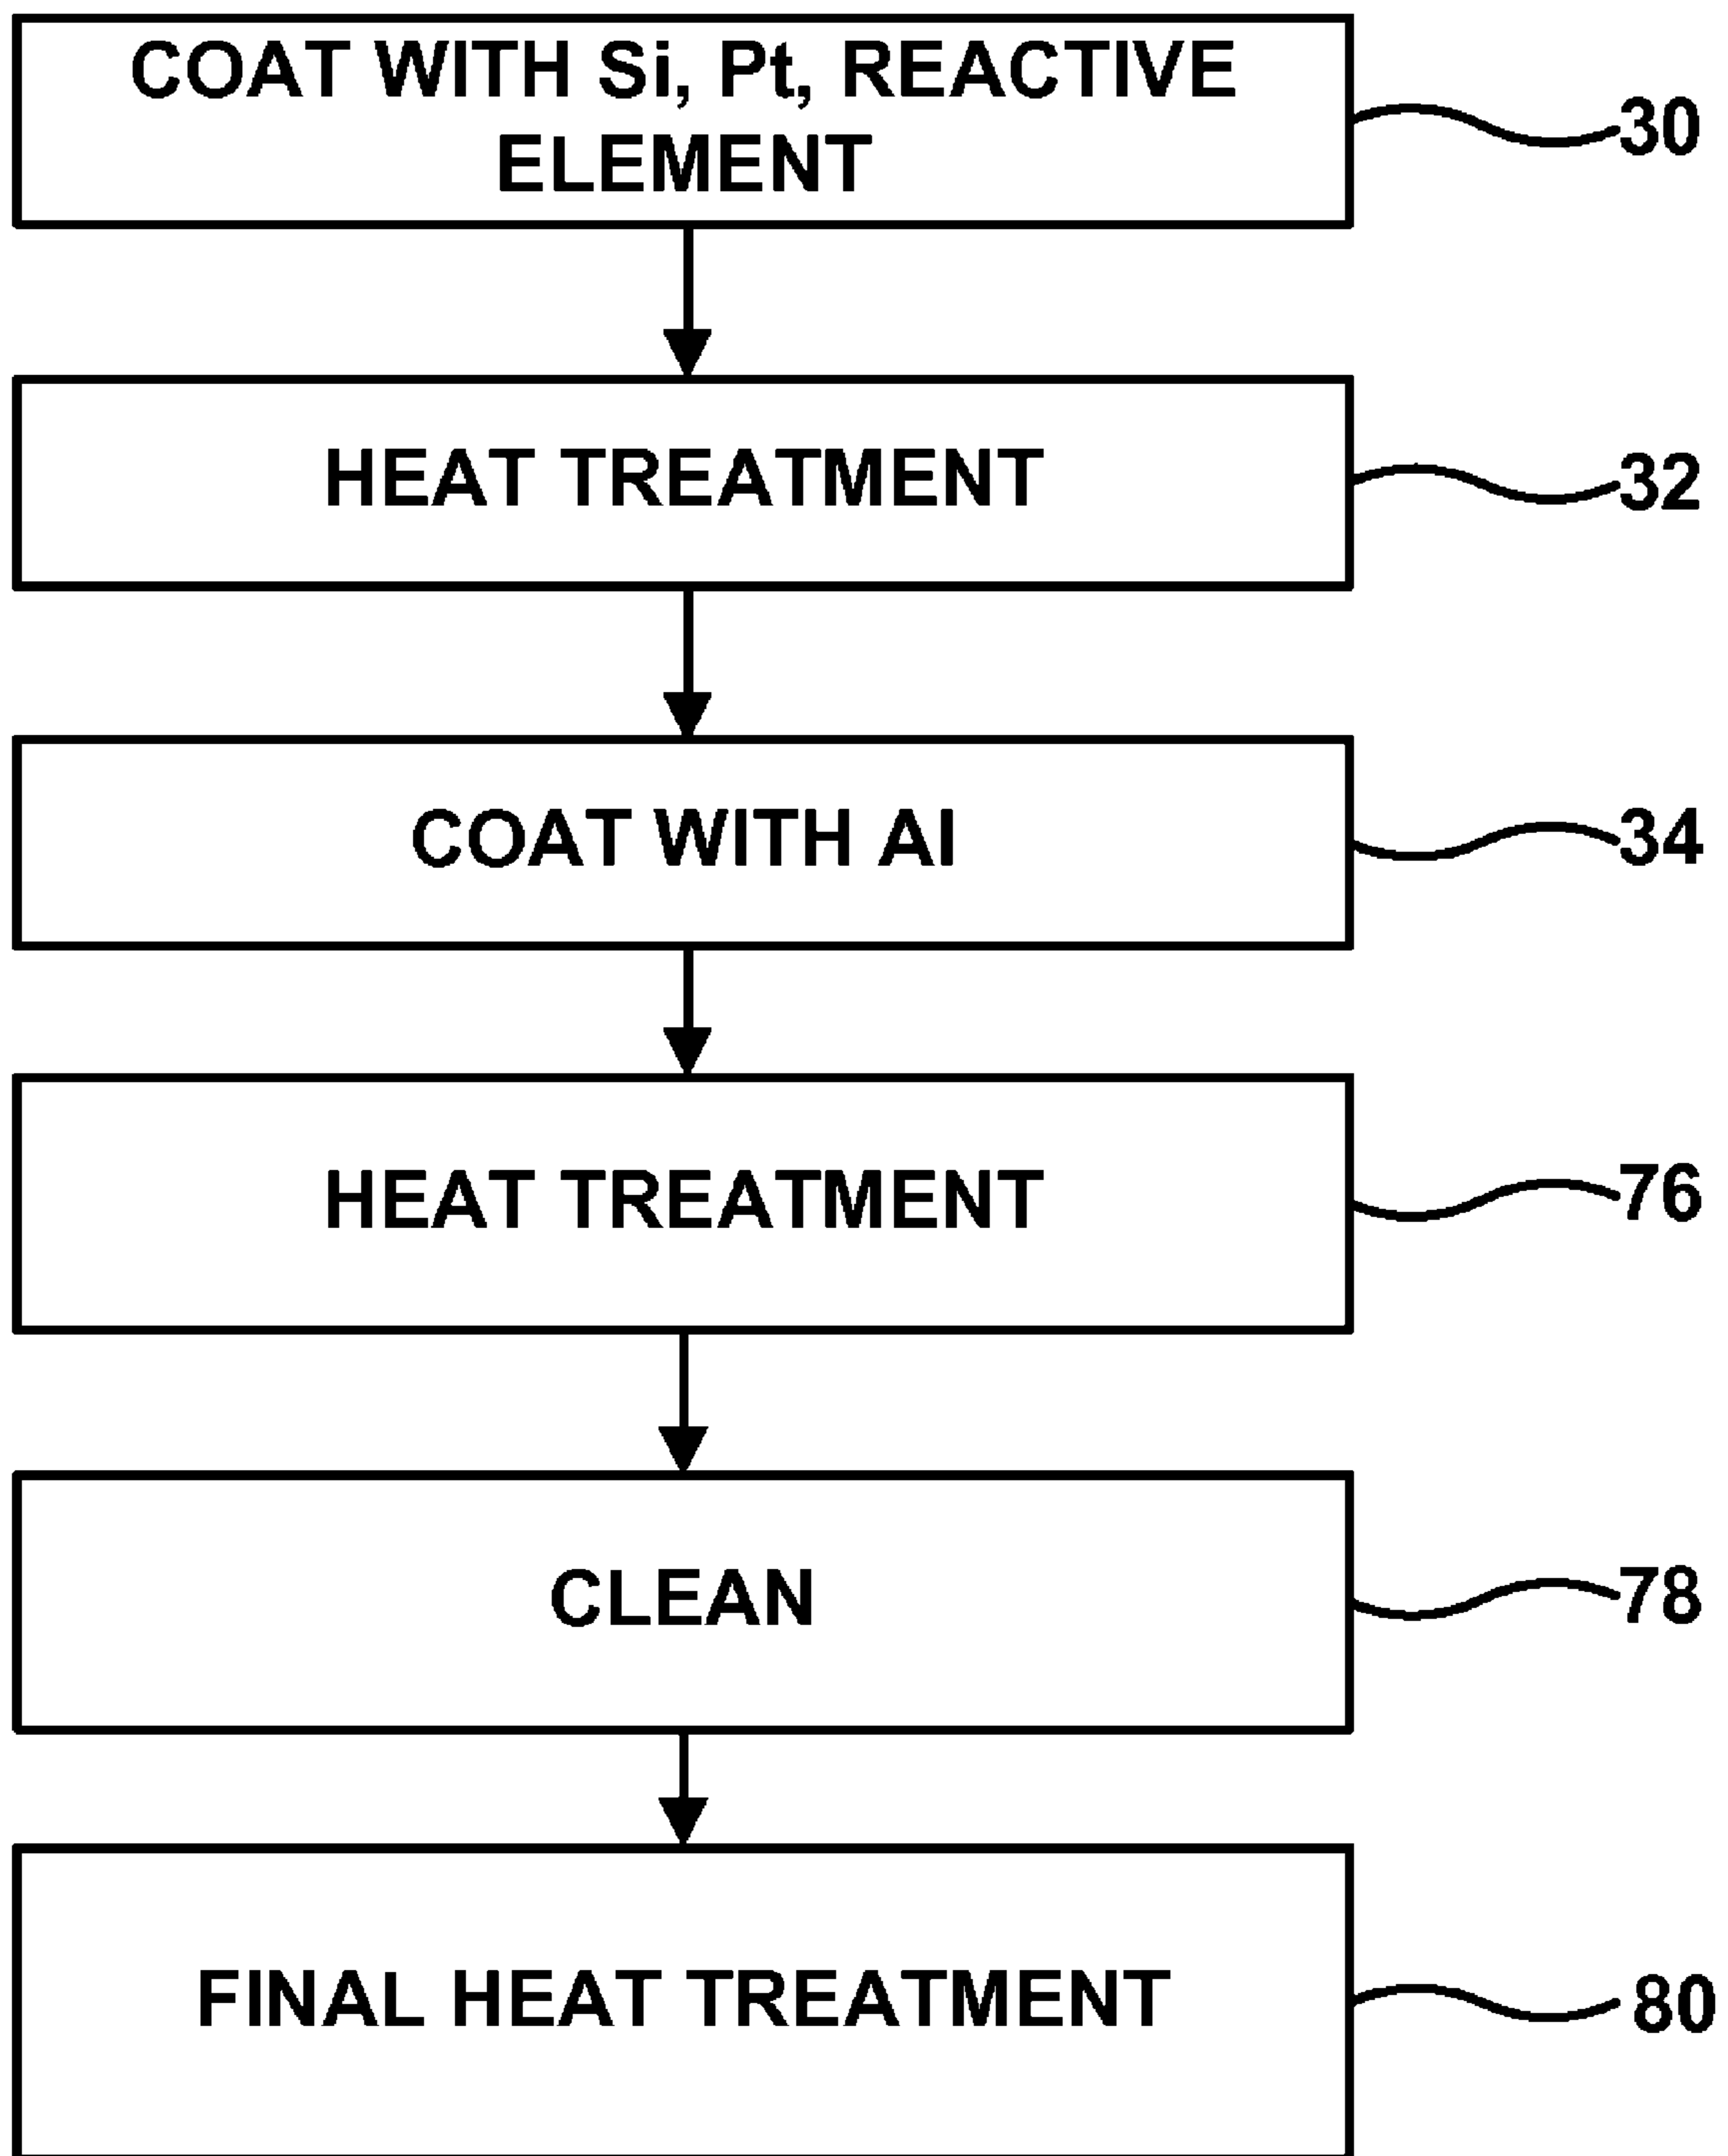 COAT WITH Si, Pt, REACTIVE
ELEMENT
30
HEAT TREATMENT
32
COAT WITH Al
34
HEAT TREATMENT
76
CLEAN
78
FINAL HEAT TREATMENT
80